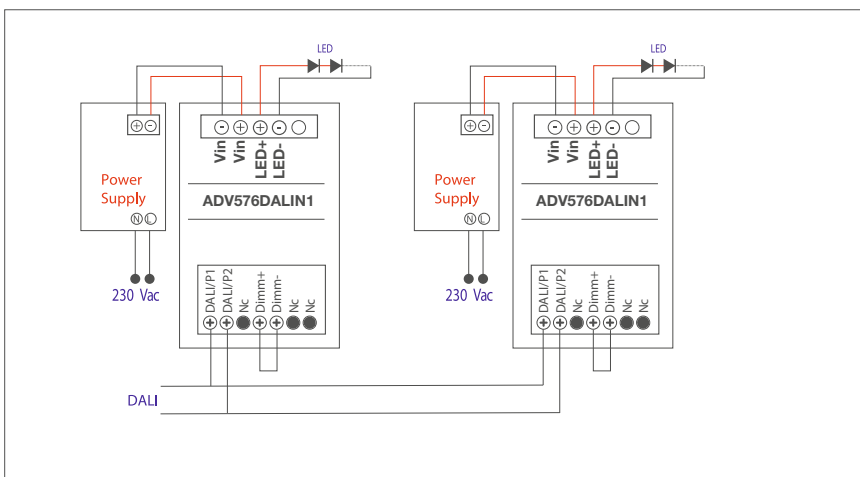 LED
LED
+ -
- + + -
Vin Vin LED+ LED-
Power
Supply
ADV576DALIN1
N L
230 Vac
DALI/P1 DALI/P2 Nc Dimm+ Dimm- Nc Nc
+ + + +
+ -
- + + -
Vin Vin LED+ LED-
Power
Supply
ADV576DALIN1
N L
230 Vac
DALI/P1 DALI/P2 Nc Dimm+ Dimm- Nc Nc
+ + + +
DALI